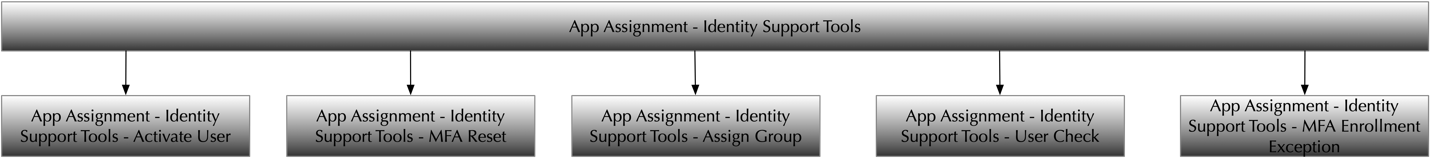 App Assignment - Identity Support Tools
App Assignment - Identity
Support Tools - Activate User
App Assignment - Identity
Support Tools - MFA Reset
App Assignment - Identity
Support Tools - Assign Group
App Assignment - Identity
Support Tools - User Check
App Assignment - Identity
Support Tools - MFA Enrollment
Exception